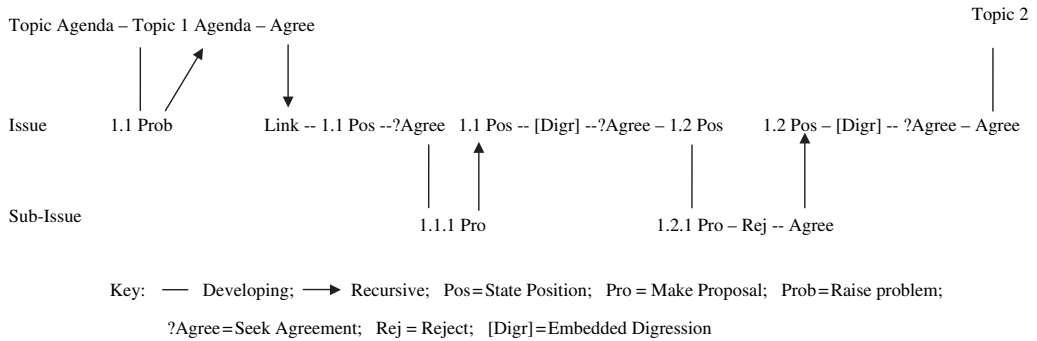 Topic 2
Topic Agenda – Topic 1 Agenda – Agree
Issue 1.1 Prob Link -- 1.1 Pos --?Agree 1.1 Pos -- [Digr] --?Agree – 1.2 Pos 1.2 Pos – [Digr] -- ?Agree – Agree
Sub-Issue
1.1.1 Pro 1.2.1 Pro – Rej -- Agree
Key: — Developing; → Recursive; Pos=State Position; Pro = Make Proposal; Prob=Raise problem;
?Agree=Seek Agreement; Rej = Reject; [Digr]=Embedded Digression